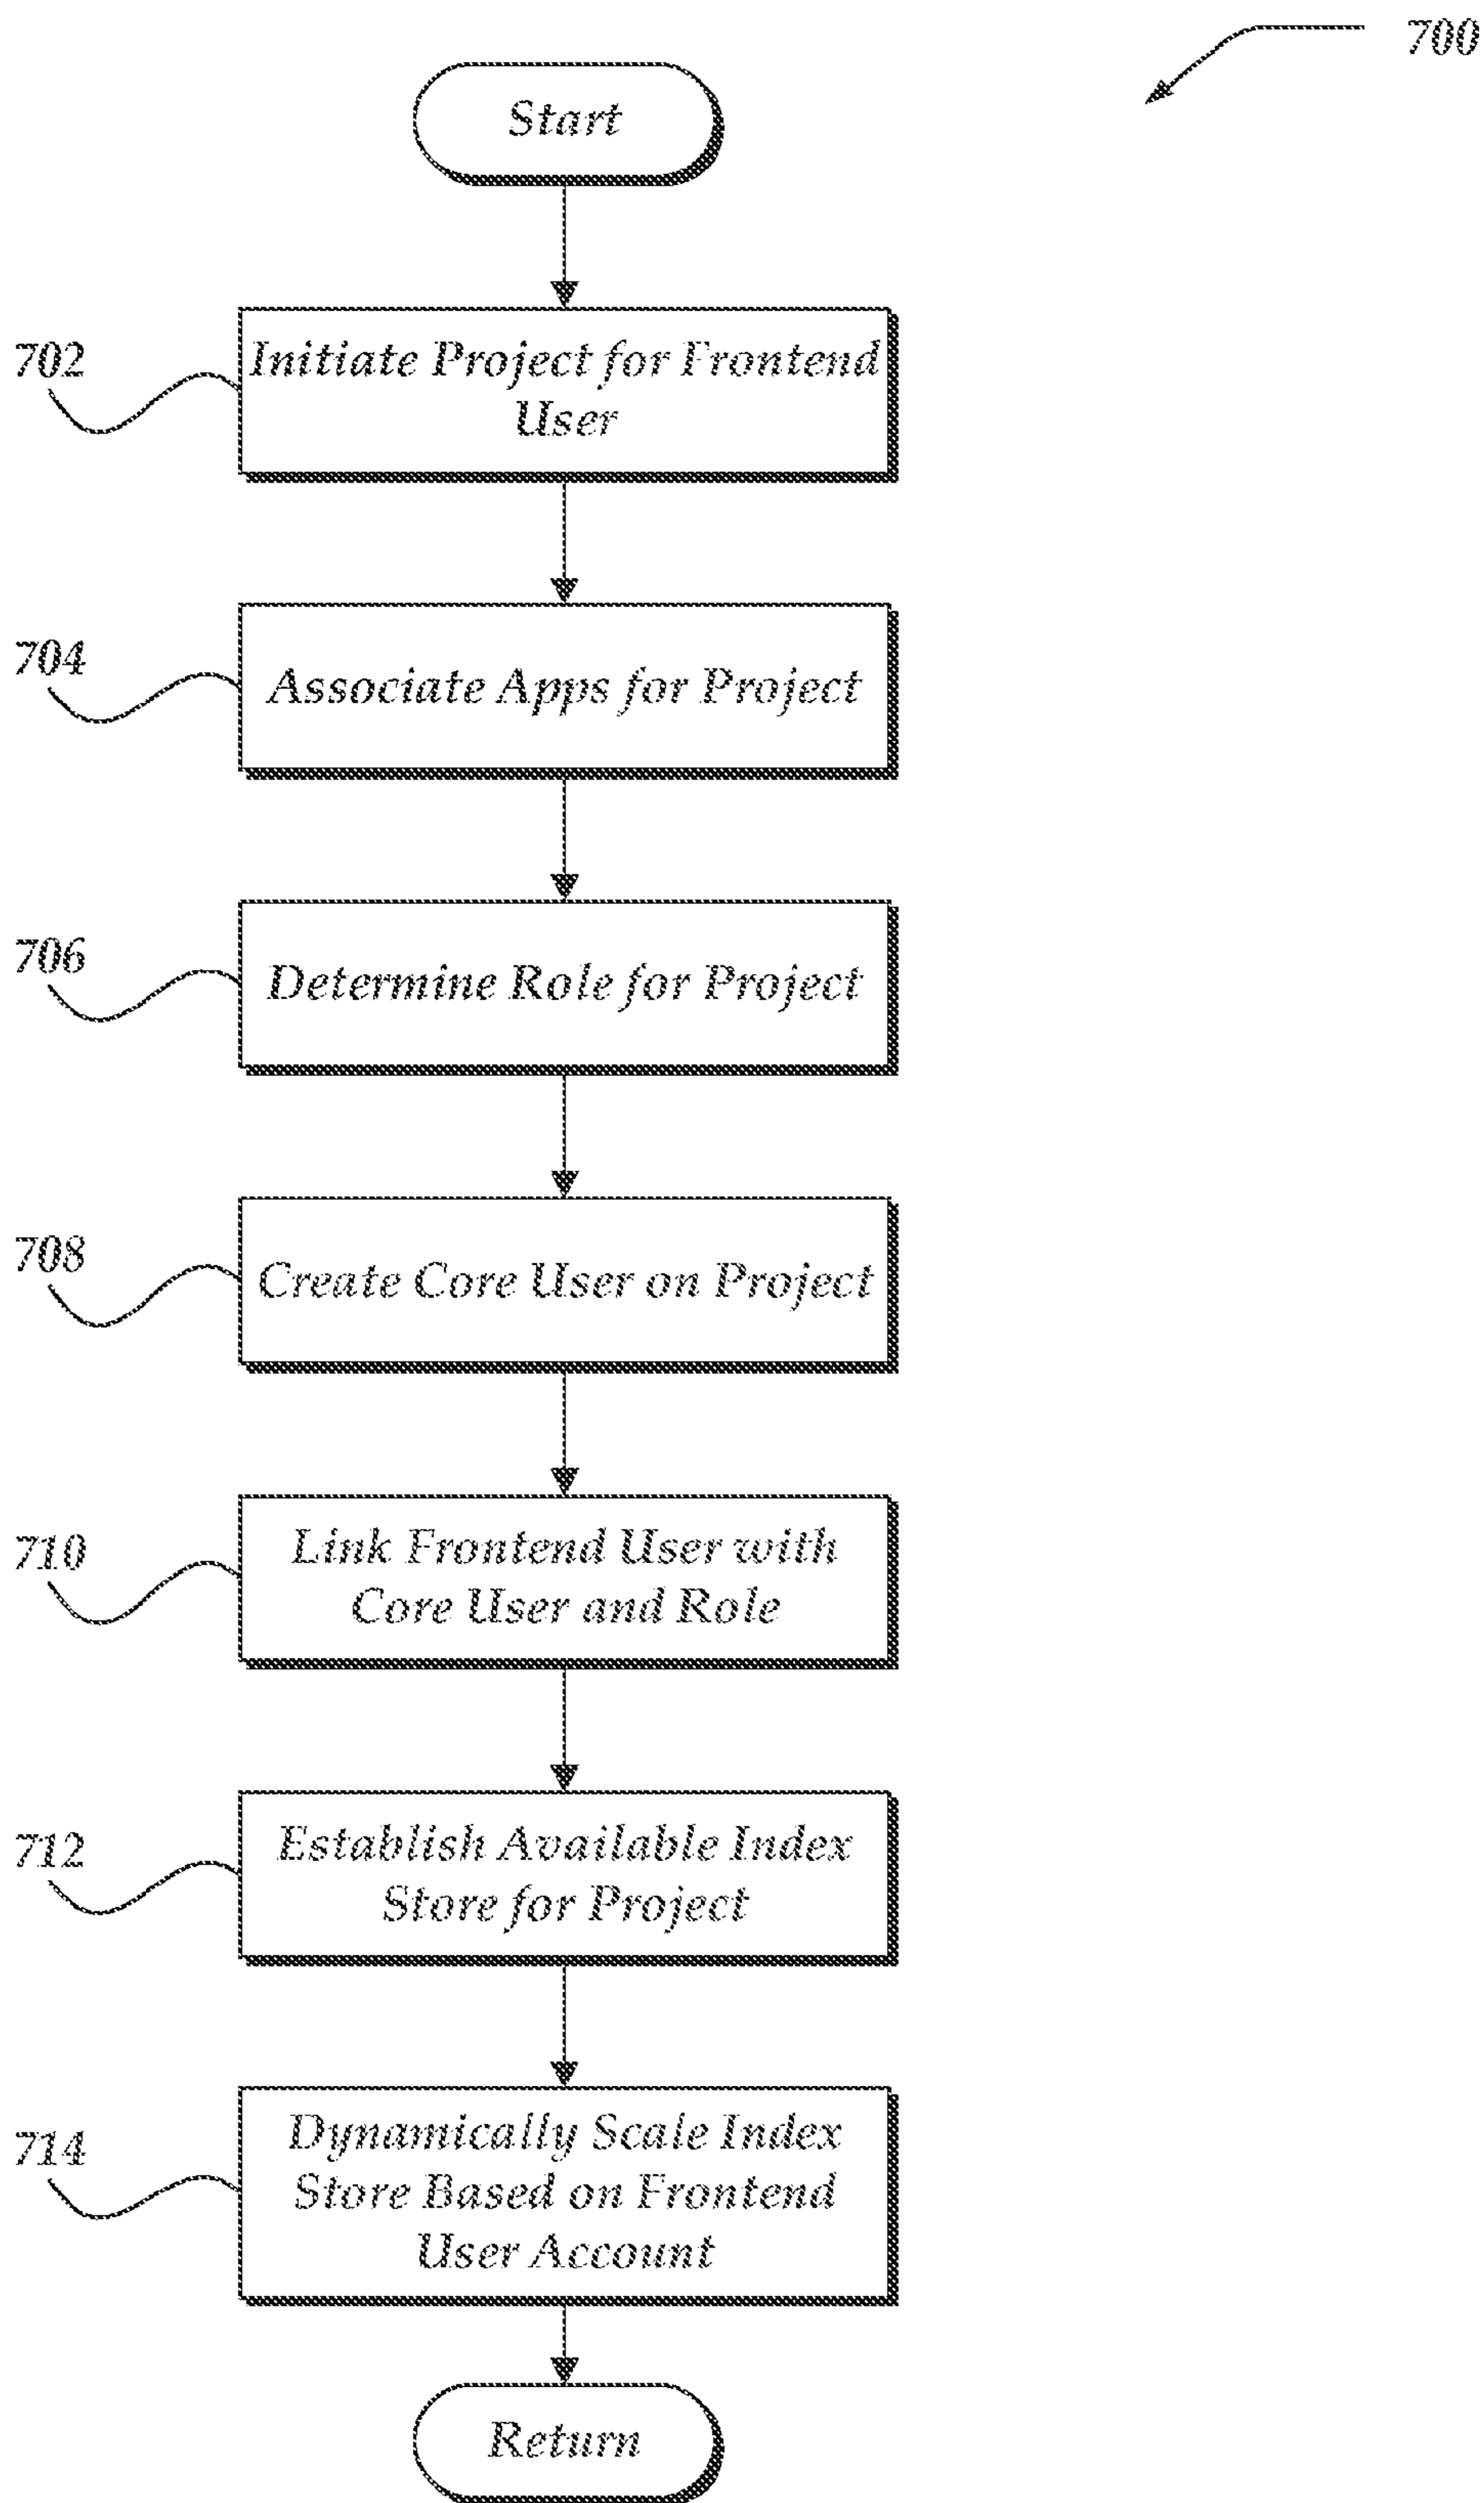 700
Start
702
Initiate Project for Frontend
User
704
Associate Apps for Project
706
Determine Role for Project
708
Create Core User on Project
710
Link Frontend User with
Core User and Role
712
Establish Available Index
Store for Project
714
Dynamically Scale Index
Store Based on Frontend
User Account
Return